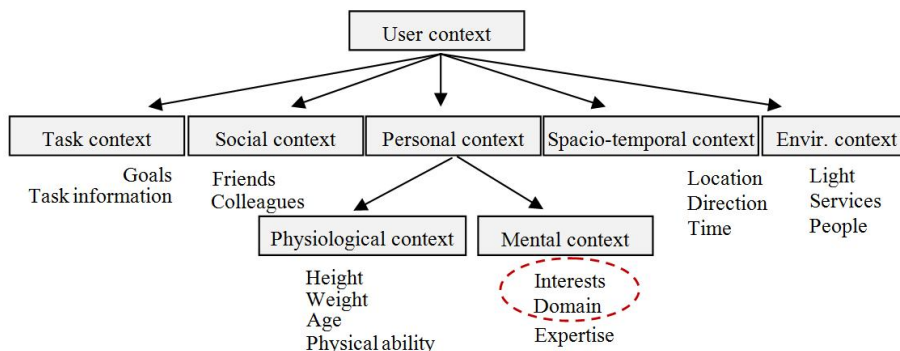 User context
Task context
Social context
Personal context
Spacio-temporal context
Envir. context
Goals
Task information
Friends
Colleagues
Location
Direction
Time
Light
Services
People
Physiological context
Mental context
Height
Weight
Age
Physical ability
Interests
Domain
Expertise